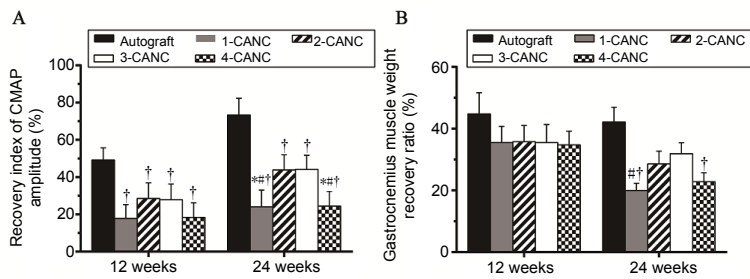 A
Autograft 1-CANC 2-CANC
3-CANC 4-CANC
Recovery index of CMAP
amplitude (%)
100
80
60
40
20
0
†
†
†
†
*#†
†
†
*#†
12 weeks 24 weeks
B
Autograft 1-CANC 2-CANC
3-CANC 4-CANC
Gastrocnemius muscle weight
recovery ratio (%)
60
40
20
0
#†
†
12 weeks 24 weeks